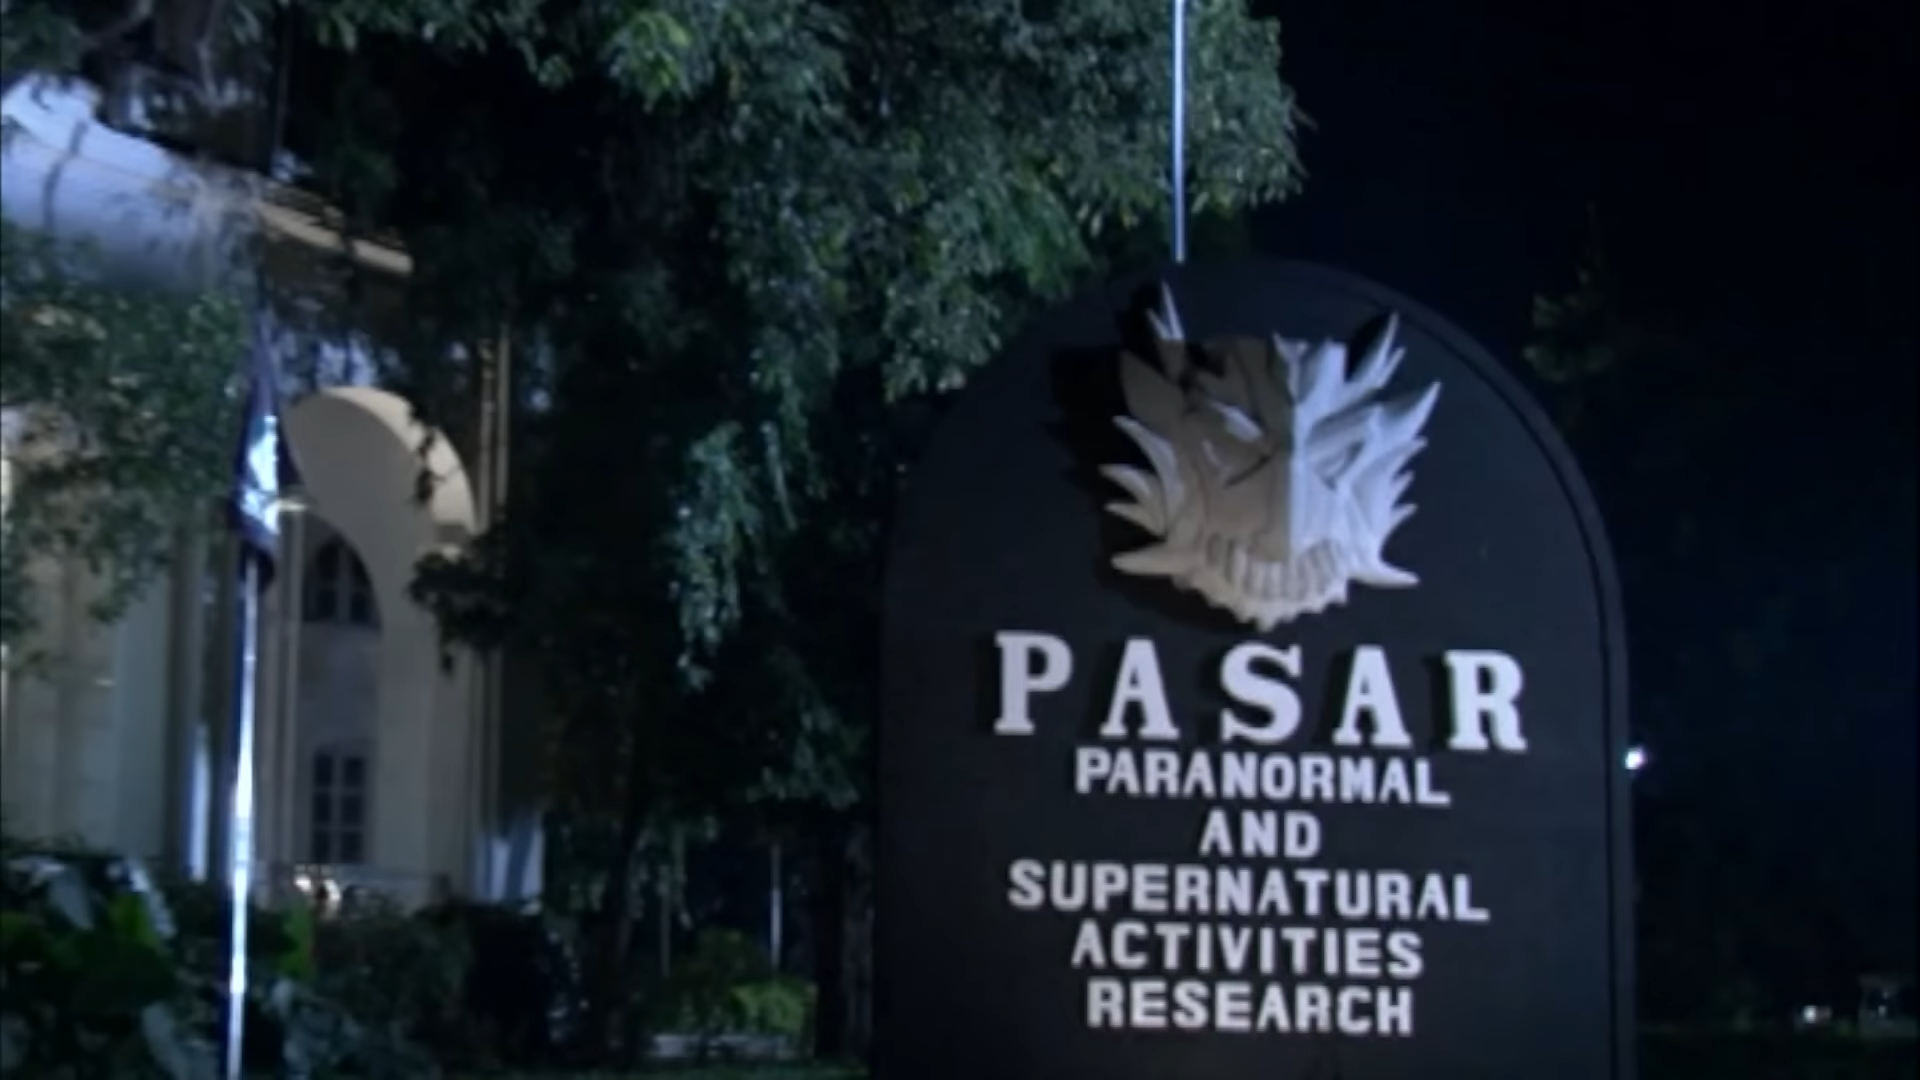 PASAR
PARANORMAL
AND
SUPERNATURAL
ACTIVITIES
RESEARCH